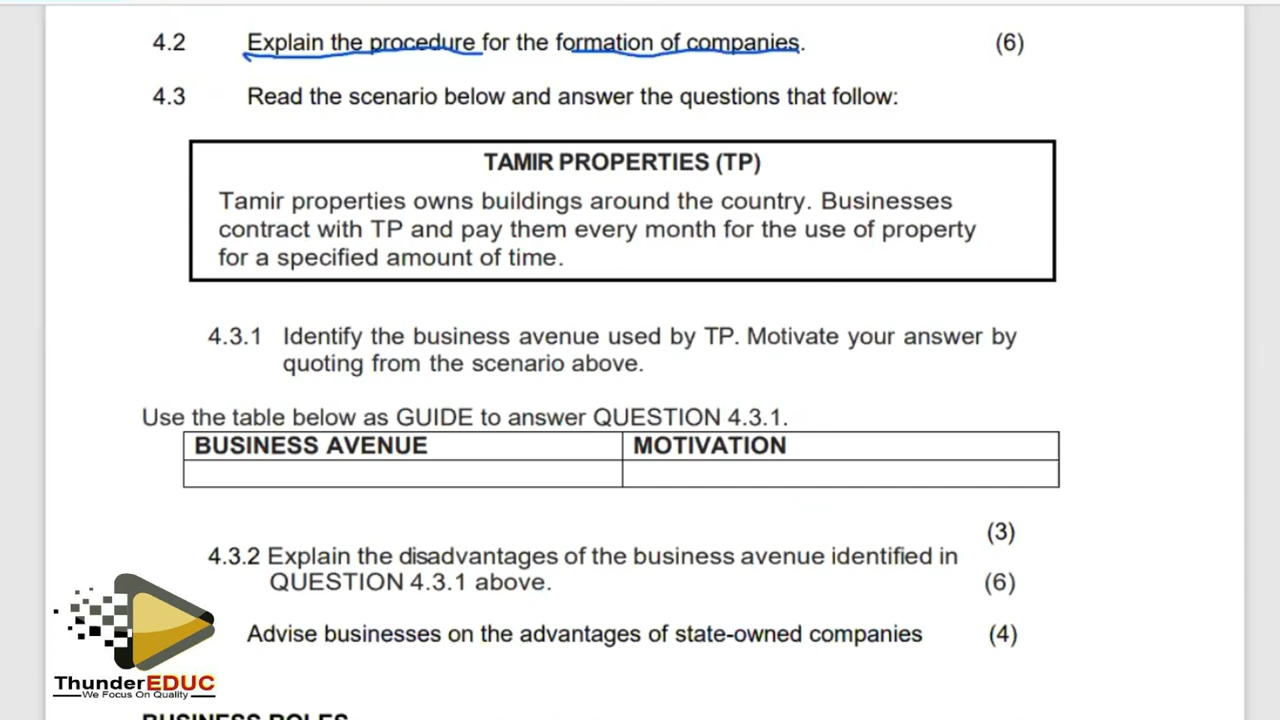 4.2 Explain the procedure for the formation of companies. (6)
4.3 Read the scenario below and answer the questions that follow:
TAMIR PROPERTIES (TP)
Tamir properties owns buildings around the country. Businesses
contract with TP and pay them every month for the use of property
for a specified amount of time.
4.3.1 Identify the business avenue used by TP. Motivate your answer by
quoting from the scenario above.
Use the table below as GUIDE to answer QUESTION 4.3.1.
BUSINESS AVENUE MOTIVATION
(3)
4.3.2 Explain the disadvantages of the business avenue identified in
QUESTION 4.3.1 above. (6)
Advise businesses on the advantages of state-owned companies (4)
ThunderEDUC
We Focus On Quality
BUSINESS ROLES